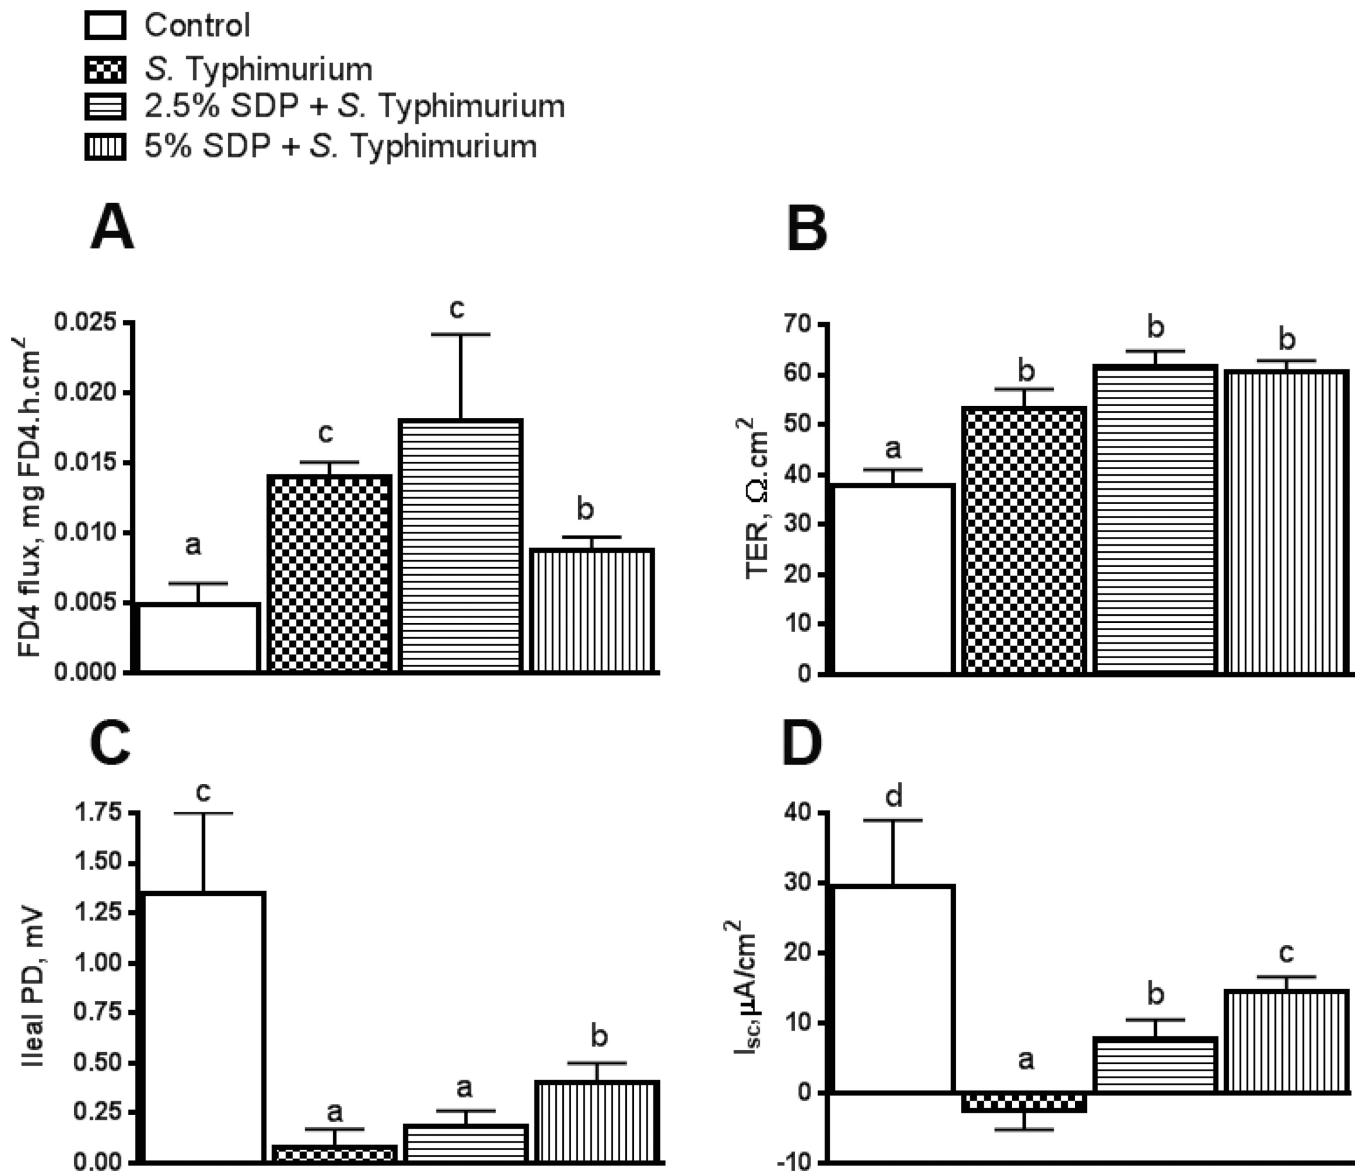 Control
S. Typhimurium
2.5% SDP + S. Typhimurium
5% SDP + S. Typhimurium
A
FD4 flux, mg FD4.h.cm²
0.025
0.020
0.015
0.010
0.005
0.000
a
c
c
b
B
TER, Ω.cm²
70
60
50
40
30
20
10
0
a
b
b
b
C
Ileal PD, mV
1.75
1.50
1.25
1.00
0.75
0.50
0.25
0.00
c
a
a
b
D
Isc,µA/cm²
40
30
20
10
0
-10
d
a
b
c